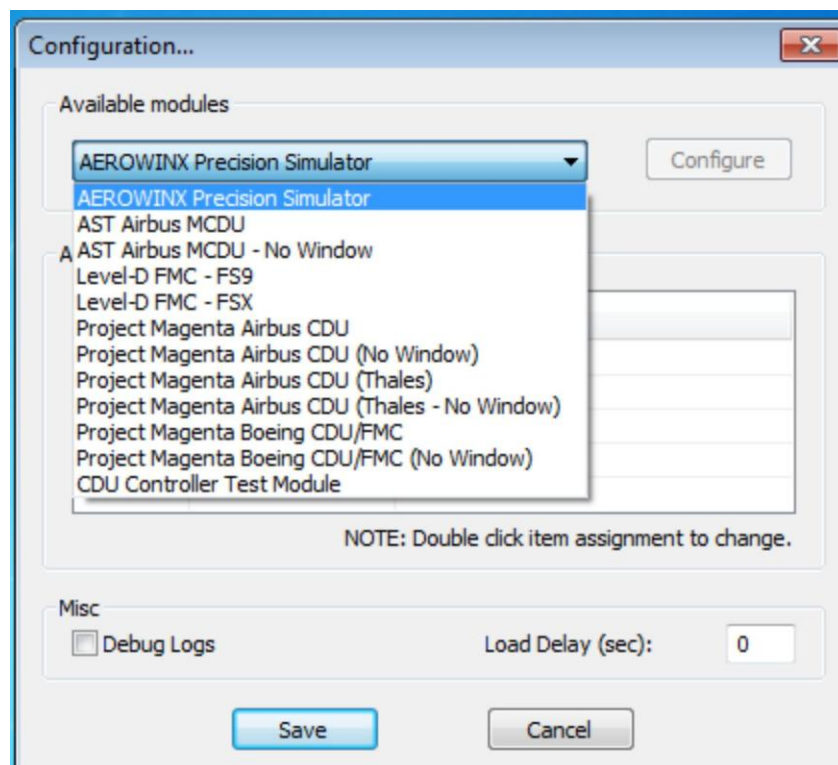 Configuration...
Available modules
AEROWINX Precision Simulator
Configure
AEROWINX Precision Simulator
AST Airbus MCDU
AST Airbus MCDU - No Window
Level-D FMC - FS9
Level-D FMC - FSX
Project Magenta Airbus CDU
Project Magenta Airbus CDU (No Window)
Project Magenta Airbus CDU (Thales)
Project Magenta Airbus CDU (Thales - No Window)
Project Magenta Boeing CDU/FMC
Project Magenta Boeing CDU/FMC (No Window)
CDU Controller Test Module
NOTE: Double click item assignment to change.
Misc
Debug Logs
Load Delay (sec):
0
Save
Cancel